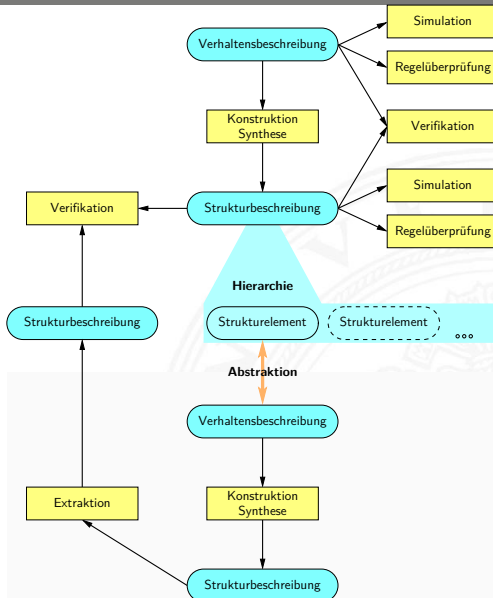 Simulation
Verhaltensbeschreibung
Regelüberprüfung
Konstruktion
Synthese
Verifikation
Simulation
Verifikation
Strukturbeschreibung
Regelüberprüfung
Hierarchie
Strukturbeschreibung
Strukturelement
Strukturelement
Abstraktion
Verhaltensbeschreibung
Extraktion
Konstruktion
Synthese
Strukturbeschreibung